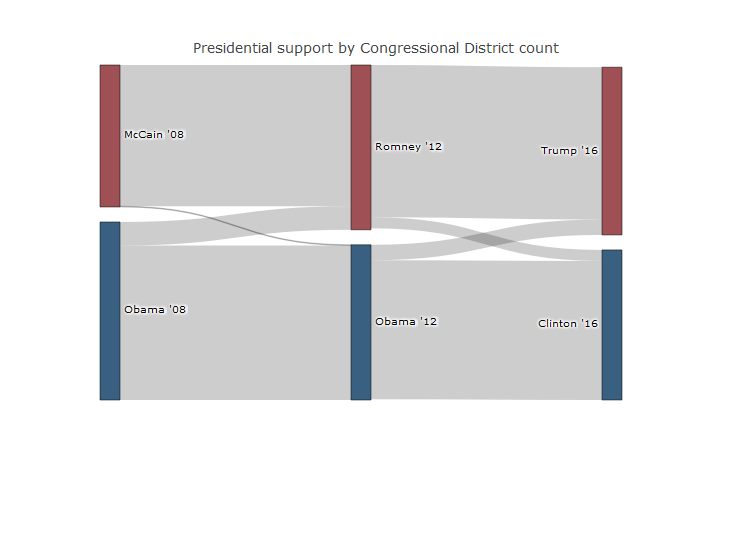 Presidential support by Congressional District count
McCain '08
Romney '12
Trump '16
Obama '08
Obama '12
Clinton '16